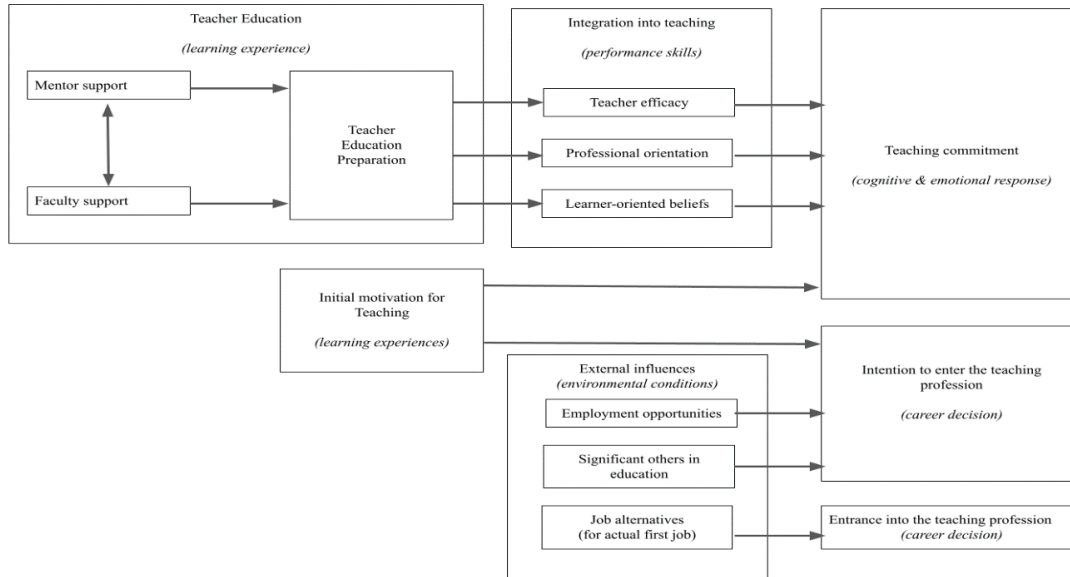 Teacher Education
(learning experience)
Mentor support
Faculty support
Teacher
Education
Preparation
Integration into teaching
(performance skills)
Teacher efficacy
Professional orientation
Learner-oriented beliefs
Teaching commitment
(cognitive & emotional response)
Initial motivation for
Teaching
(learning experiences)
External influences
(environmental conditions)
Employment opportunities
Significant others in
education
Job alternatives
(for actual first job)
Intention to enter the teaching
profession
(career decision)
Entrance into the teaching profession
(career decision)